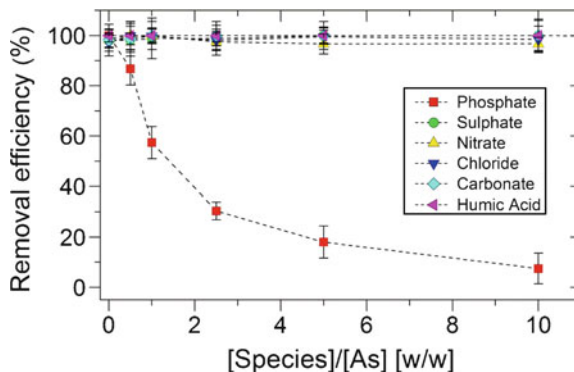 Removal efficiency (%)
100
80
60
40
20
0
Phosphate
Sulphate
Nitrate
Chloride
Carbonate
Humic Acid
0 2 4 6 8 10
[Species]/[As] [w/w]